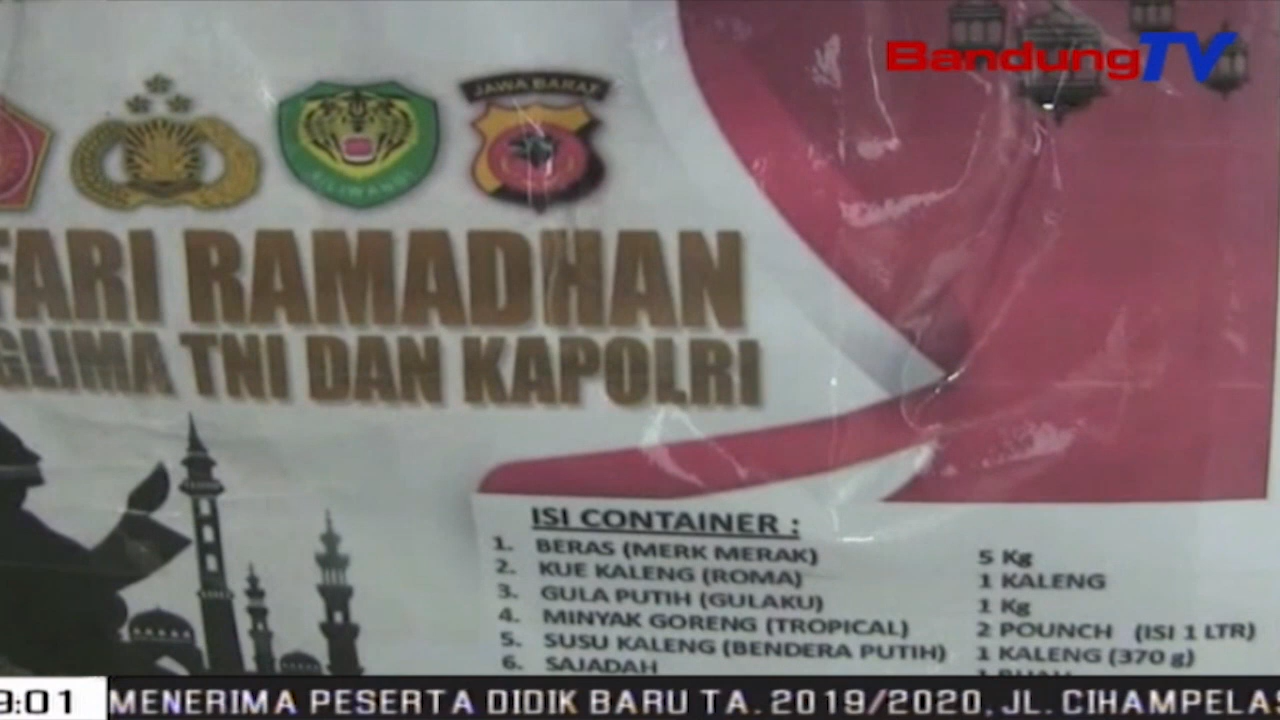 BandungTV
JAWA BARAT
SILIWANGI
FARI RAMADHAN
GLIMA TNI DAN KAPOLRI
ISI CONTAINER :
1. BERAS (MERK MERAK) 5 Kg
2. KUE KALENG (ROMA) 1 KALENG
3. GULA PUTIH (GULAKU) 1 Kg
4. MINYAK GORENG (TROPICAL) 2 POUNCH (ISI 1 LTR)
5. SUSU KALENG (BENDERA PUTIH) 1 KALENG (370 g)
6. SAJADAH
9:01 MENERIMA PESERTA DIDIK BARU TA. 2019/2020, JL. CIHAMPELAS